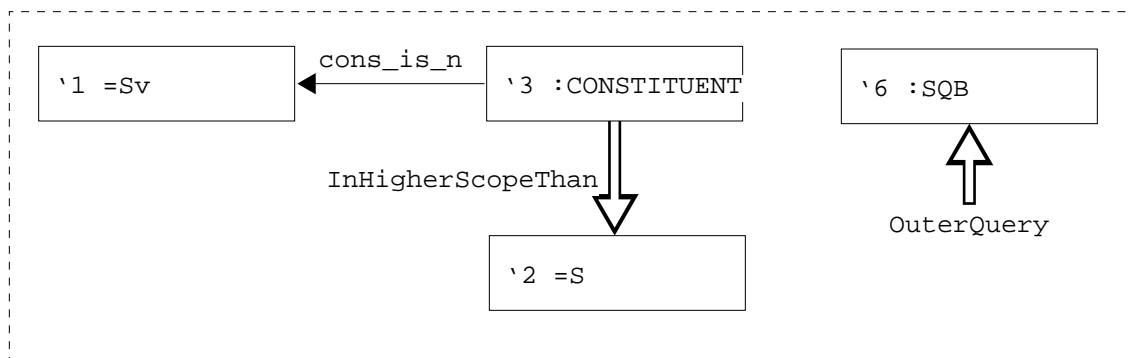 cons_is_n
‘1 =Sv
‘3 :CONSTITUENT
‘6 :SQB
InHigherScopeThan
OuterQuery
‘2 =S